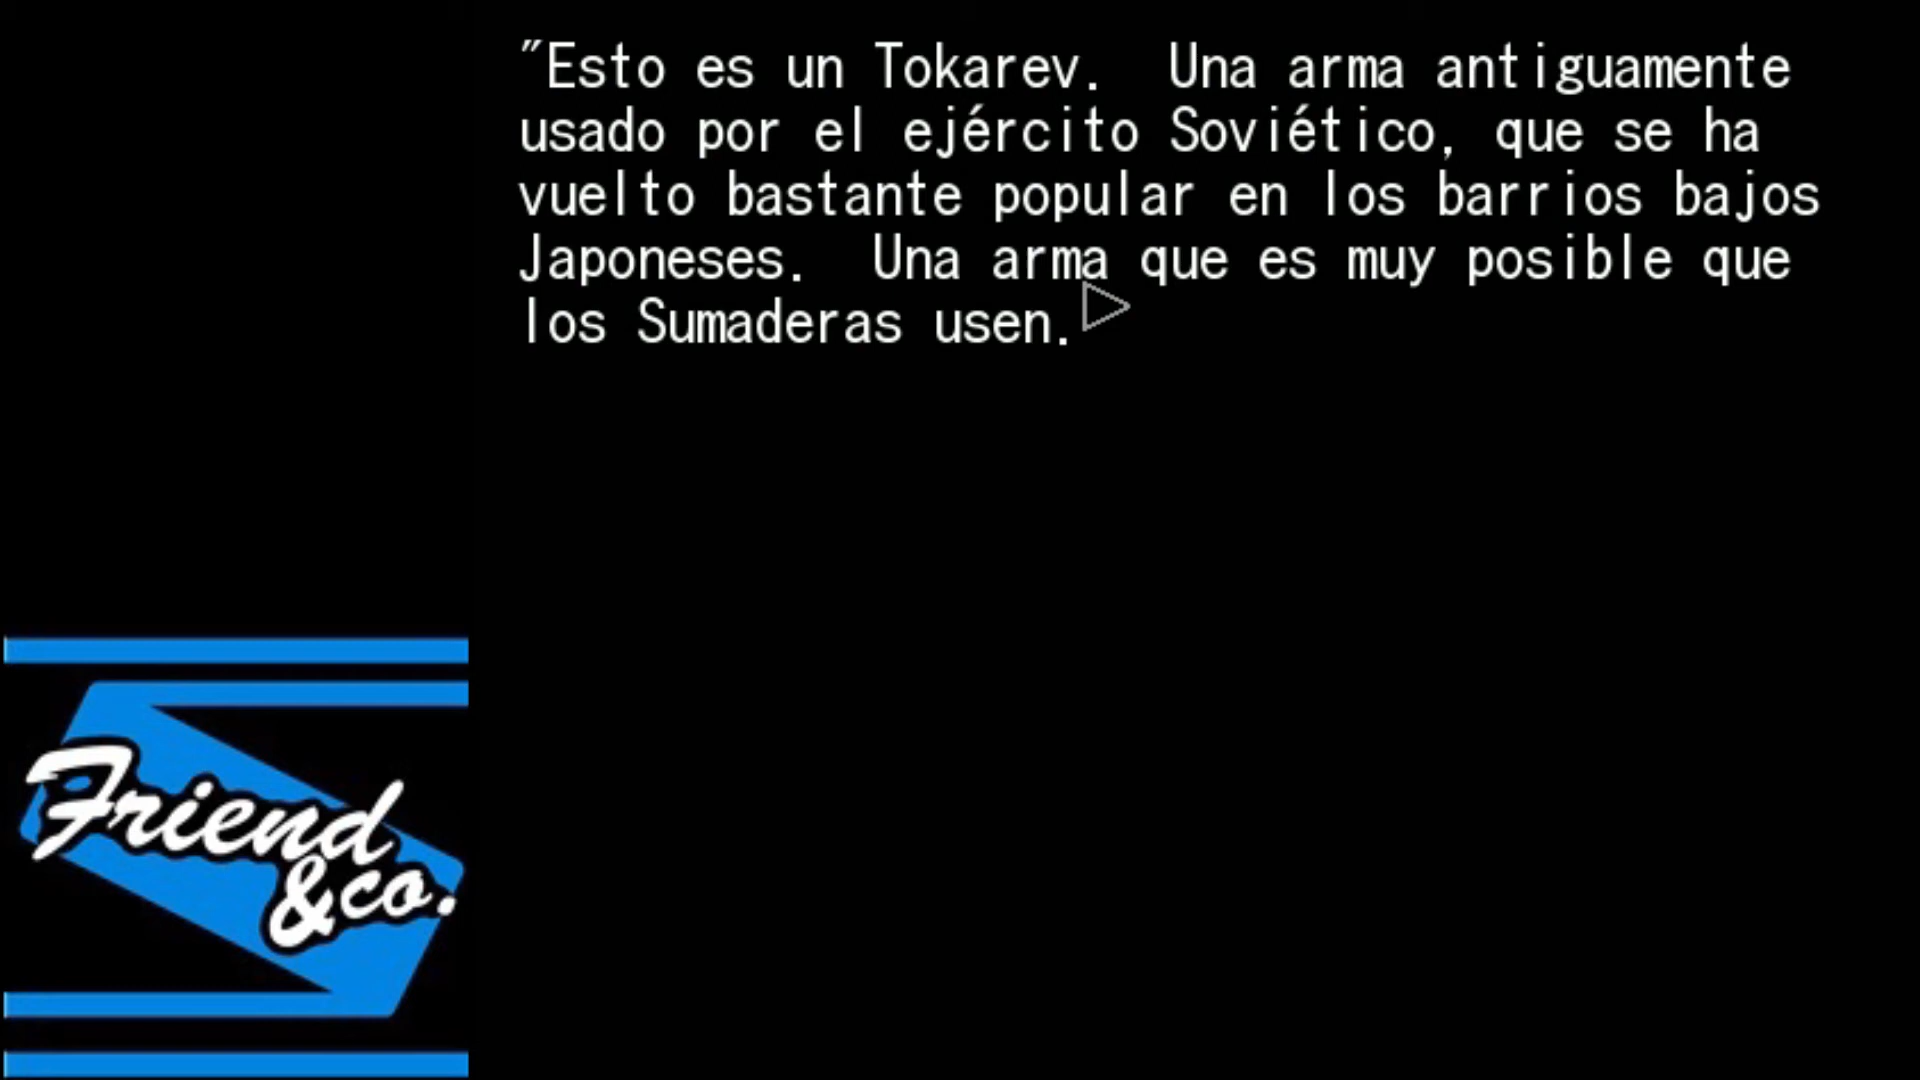 "Esto es un Tokarev.  Una arma antiguamente
usado por el ejército Soviético, que se ha
vuelto bastante popular en los barrios bajos
Japoneses.  Una arma que es muy posible que
los Sumaderas usen.
Friend
&co.